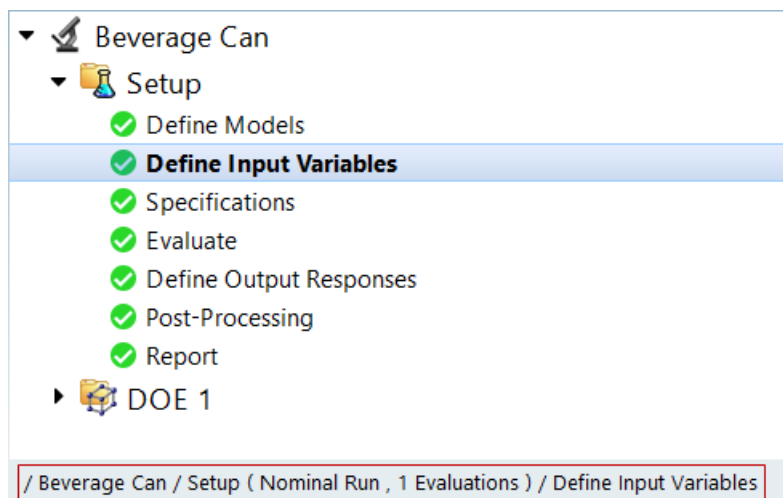 Beverage Can
Setup
Define Models
Define Input Variables
Specifications
Evaluate
Define Output Responses
Post-Processing
Report
DOE 1
/ Beverage Can / Setup ( Nominal Run , 1 Evaluations ) / Define Input Variables